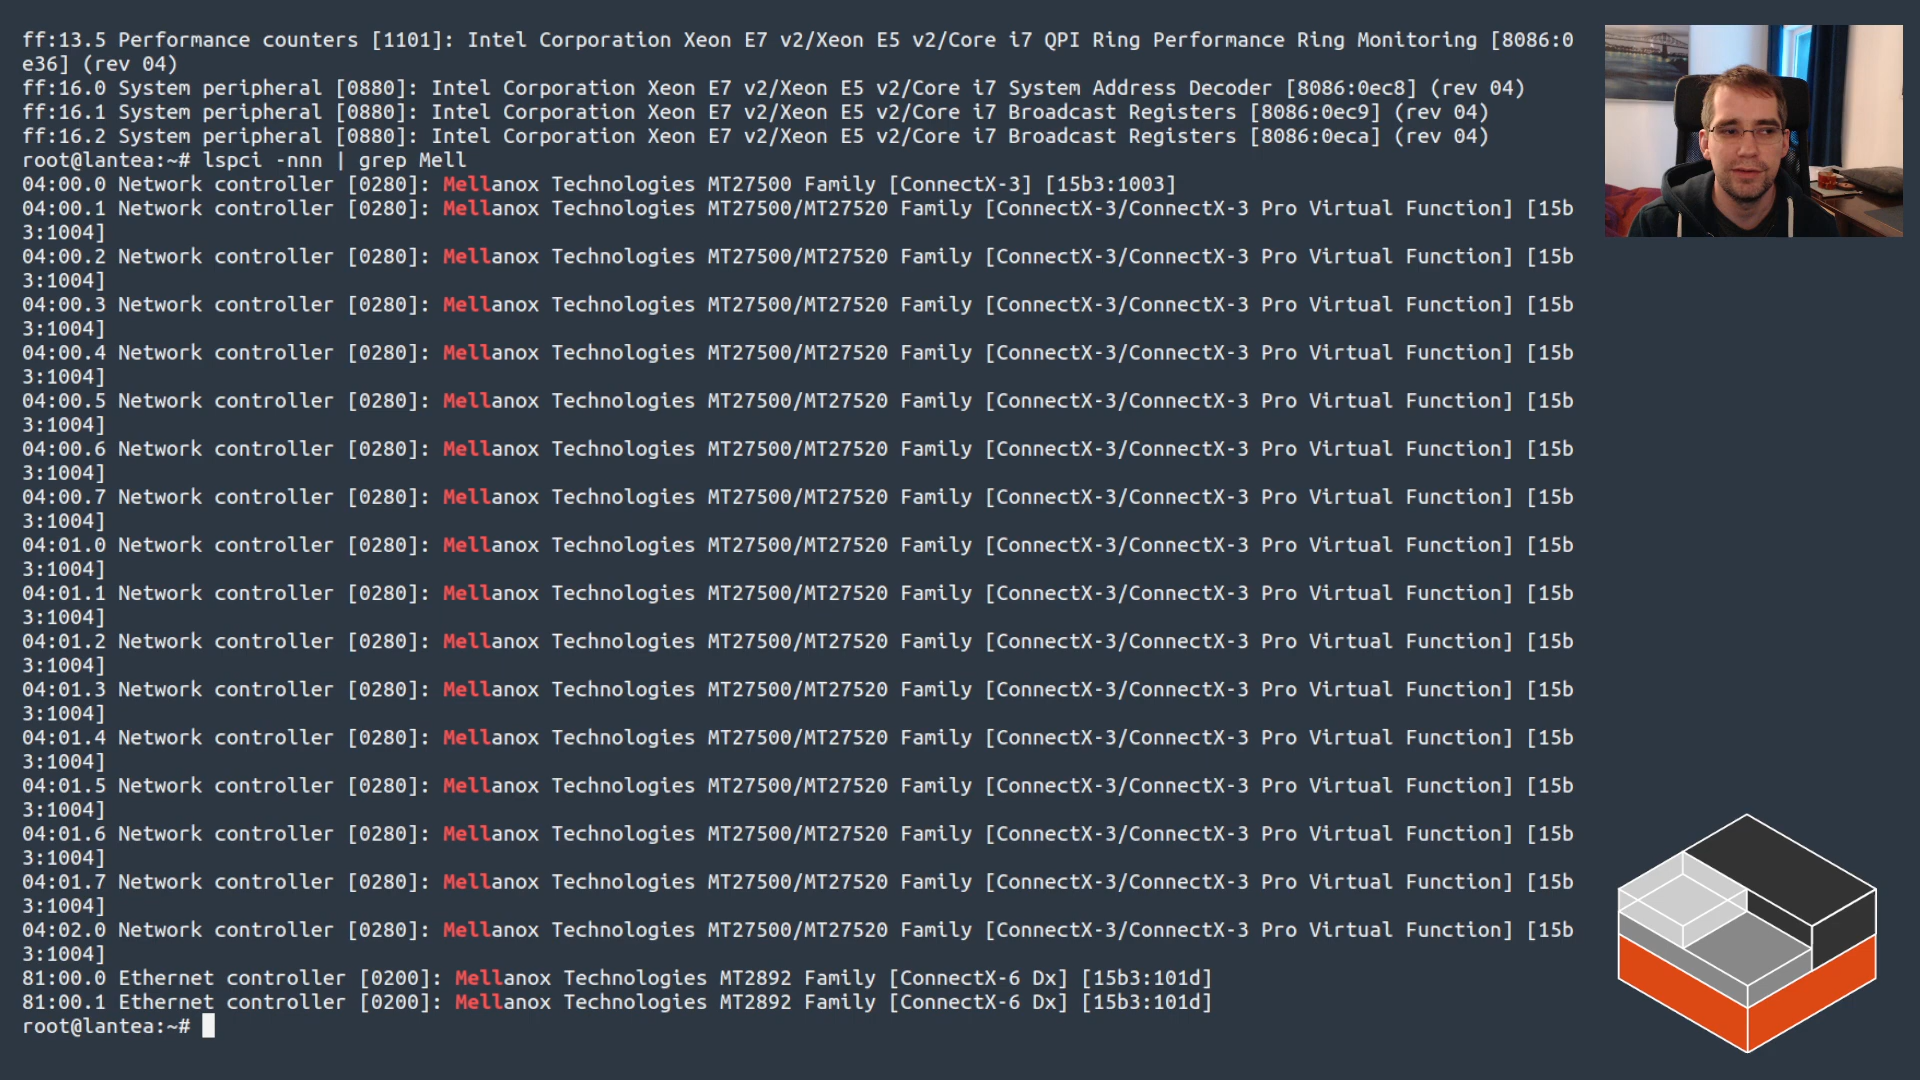 ff:13.5 Performance counters [1101]: Intel Corporation Xeon E7 v2/Xeon E5 v2/Core i7 QPI Ring Performance Ring Monitoring [8086:0
e36] (rev 04)
ff:16.0 System peripheral [0880]: Intel Corporation Xeon E7 v2/Xeon E5 v2/Core i7 System Address Decoder [8086:0ec8] (rev 04)
ff:16.1 System peripheral [0880]: Intel Corporation Xeon E7 v2/Xeon E5 v2/Core i7 Broadcast Registers [8086:0ec9] (rev 04)
ff:16.2 System peripheral [0880]: Intel Corporation Xeon E7 v2/Xeon E5 v2/Core i7 Broadcast Registers [8086:0eca] (rev 04)
root@lantea:~# lspci -nnn | grep Mell
04:00.0 Network controller [0280]: Mellanox Technologies MT27500 Family [ConnectX-3] [15b3:1003]
04:00.1 Network controller [0280]: Mellanox Technologies MT27500/MT27520 Family [ConnectX-3/ConnectX-3 Pro Virtual Function] [15b
3:1004]
04:00.2 Network controller [0280]: Mellanox Technologies MT27500/MT27520 Family [ConnectX-3/ConnectX-3 Pro Virtual Function] [15b
3:1004]
04:00.3 Network controller [0280]: Mellanox Technologies MT27500/MT27520 Family [ConnectX-3/ConnectX-3 Pro Virtual Function] [15b
3:1004]
04:00.4 Network controller [0280]: Mellanox Technologies MT27500/MT27520 Family [ConnectX-3/ConnectX-3 Pro Virtual Function] [15b
3:1004]
04:00.5 Network controller [0280]: Mellanox Technologies MT27500/MT27520 Family [ConnectX-3/ConnectX-3 Pro Virtual Function] [15b
3:1004]
04:00.6 Network controller [0280]: Mellanox Technologies MT27500/MT27520 Family [ConnectX-3/ConnectX-3 Pro Virtual Function] [15b
3:1004]
04:00.7 Network controller [0280]: Mellanox Technologies MT27500/MT27520 Family [ConnectX-3/ConnectX-3 Pro Virtual Function] [15b
3:1004]
04:01.0 Network controller [0280]: Mellanox Technologies MT27500/MT27520 Family [ConnectX-3/ConnectX-3 Pro Virtual Function] [15b
3:1004]
04:01.1 Network controller [0280]: Mellanox Technologies MT27500/MT27520 Family [ConnectX-3/ConnectX-3 Pro Virtual Function] [15b
3:1004]
04:01.2 Network controller [0280]: Mellanox Technologies MT27500/MT27520 Family [ConnectX-3/ConnectX-3 Pro Virtual Function] [15b
3:1004]
04:01.3 Network controller [0280]: Mellanox Technologies MT27500/MT27520 Family [ConnectX-3/ConnectX-3 Pro Virtual Function] [15b
3:1004]
04:01.4 Network controller [0280]: Mellanox Technologies MT27500/MT27520 Family [ConnectX-3/ConnectX-3 Pro Virtual Function] [15b
3:1004]
04:01.5 Network controller [0280]: Mellanox Technologies MT27500/MT27520 Family [ConnectX-3/ConnectX-3 Pro Virtual Function] [15b
3:1004]
04:01.6 Network controller [0280]: Mellanox Technologies MT27500/MT27520 Family [ConnectX-3/ConnectX-3 Pro Virtual Function] [15b
3:1004]
04:01.7 Network controller [0280]: Mellanox Technologies MT27500/MT27520 Family [ConnectX-3/ConnectX-3 Pro Virtual Function] [15b
3:1004]
04:02.0 Network controller [0280]: Mellanox Technologies MT27500/MT27520 Family [ConnectX-3/ConnectX-3 Pro Virtual Function] [15b
3:1004]
81:00.0 Ethernet controller [0200]: Mellanox Technologies MT2892 Family [ConnectX-6 Dx] [15b3:101d]
81:00.1 Ethernet controller [0200]: Mellanox Technologies MT2892 Family [ConnectX-6 Dx] [15b3:101d]
root@lantea:~#